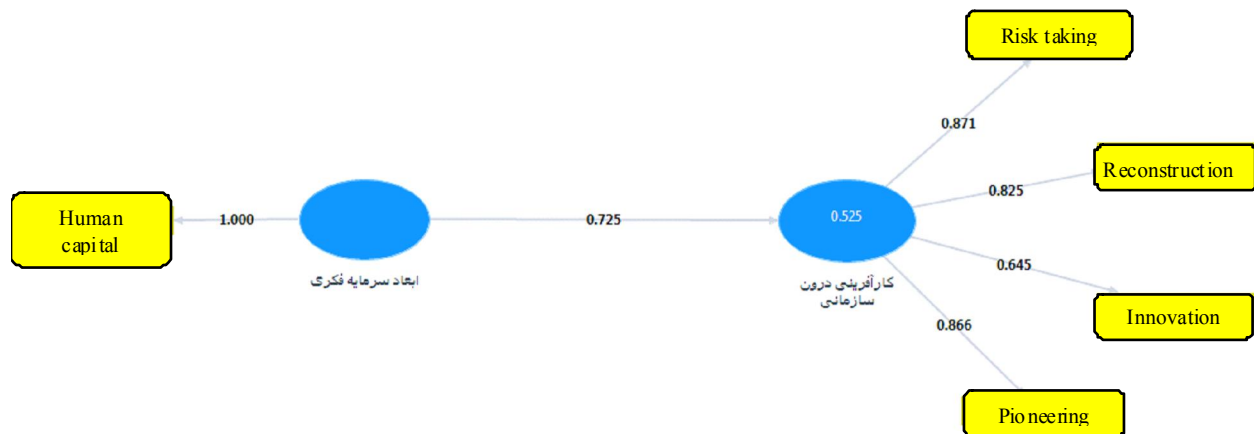 Risk taking
0.871
Reconstruction
0.825
Human
capital
1.000
0.725
0.525
0.645
ابعاد سرمایه فکری
کارآفرینی درون
سازمانی
Innovation
0.866
Pioneering